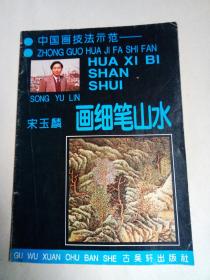 中国画技法示范——
ZHONG GUO HUA JI FA SHI FAN
HUA XI BI
SHAN
SHUI
SONG YU LIN
宋玉麟 画细笔山水
GU WU XUAN CHU BAN SHE 古吴轩出版社